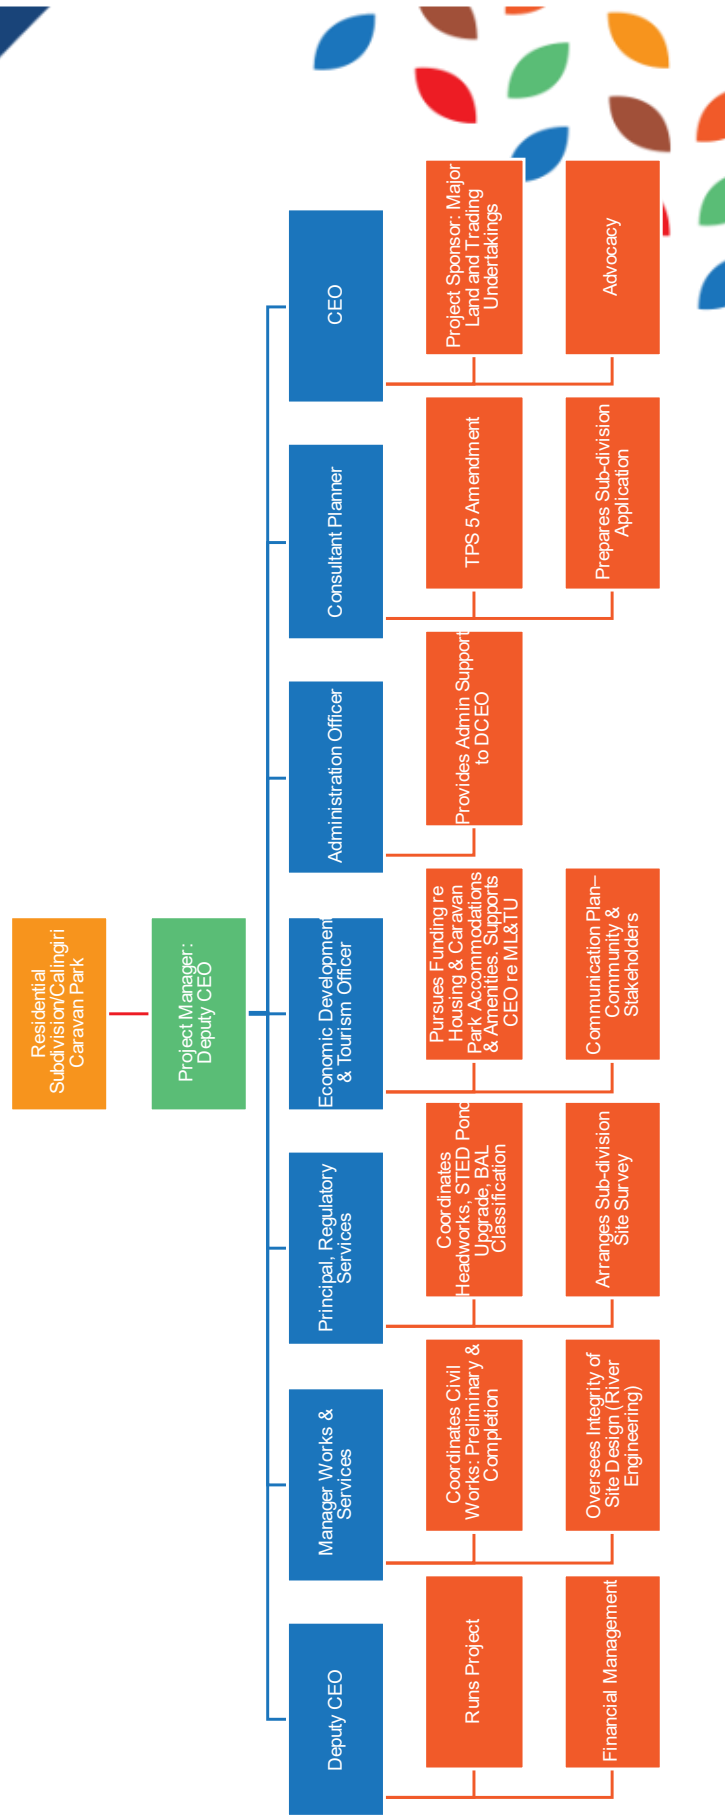 Residential
Subdivision/Calingiri
Caravan Park
Project Manager:
Deputy CEO
Deputy CEO
Runs Project
Financial Management
Manager Works &
Services
Coordinates Civil
Works: Preliminary &
Completion
Oversees Integrity of
Site Design (River
Engineering)
Principal, Regulatory
Services
Coordinates
Headworks, STED Pond
Upgrade, BAL
Classification
Arranges Sub-division
Site Survey
Economic Development
& Tourism Officer
Pursues Funding re
Housing & Caravan
Park Accommodations
& Amenities. Supports
CEO re ML&TU
Communication Plan–
Community &
Stakeholders
Administration Officer
Provides Admin Support
to DCEO
Consultant Planner
TPS 5 Amendment
Prepares Sub-division
Application
CEO
Project Sponsor: Major
Land and Trading
Undertakings
Advocacy